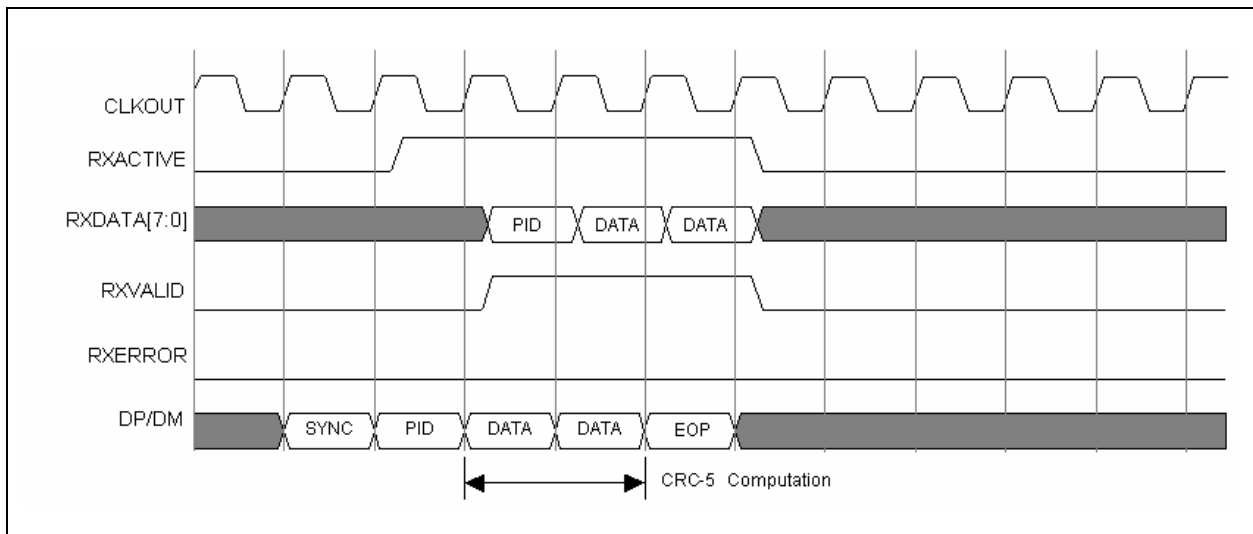 CLKOUT
RXACTIVE
RXDATA[7:0]
PID DATA DATA
RXVALID
RXERROR
DP/DM
SYNC PID DATA DATA EOP
CRC-5 Computation